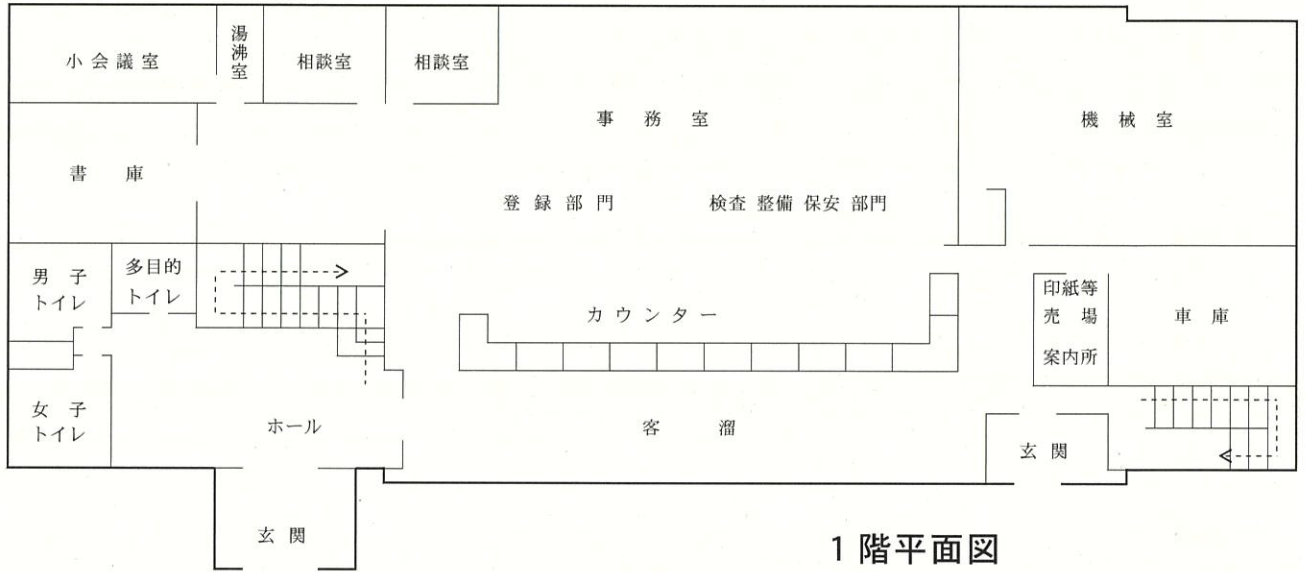 小会議室
湯沸室
相談室
相談室
事務室
機械室
書庫
登録部門
検査 整備 保安 部門
男子
トイレ
多目的
トイレ
カウンター
印紙等
売場
案内所
車庫
女子
トイレ
ホール
客溜
玄関
玄関
1階平面図